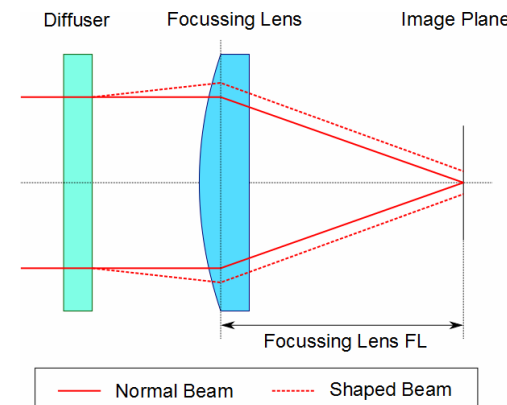 Diffuser Focussing Lens Image Plane
Focussing Lens FL
Normal Beam Shaped Beam